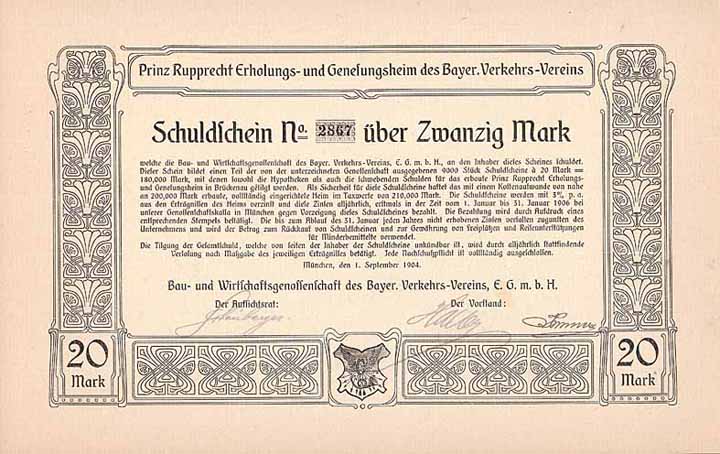 Prinz Rupprecht Erholungs- und Genesungsheim des Bayer. Verkehrs-Vereins
Schuldschein No. 2867 über Zwanzig Mark
welche die Bau- und Wirtschaftsgenossenschaft des Bayer. Verkehrs-Vereins, E. G. m. b. H., an den Inhaber dieses Scheines schuldet.
Dieser Schein bildet einen Teil der von der unterzeichneten Genossenschaft ausgegebenen 9000 Stück Schuldscheine à 20 Mark =
180,000 Mark, mit denen sowohl die Hypotheken als auch die schwebenden Schulden für das erbaute Prinz Rupprecht Erholungs-
und Genesungsheim in Brückenau getilgt werden. Als Sicherheit für diese Schuldscheine haftet das mit einem Kostenaufwande von nahe
an 200,000 Mark erbaute, vollständig eingerichtete Heim im Taxwerte von 210,000 Mark. Die Schuldscheine werden mit 3% p. a.
aus den Erträgnissen des Heims verzinst und diese Zinsen alljährlich, erstmals in der Zeit vom 1. Januar bis 31. Januar 1906 bei
unserer Genossenschaftskasse in München gegen Vorzeigung dieses Schuldscheines bezahlt. Die Bezahlung wird durch Aufdruck eines
entsprechenden Stempels betätigt. Die bis zum Ablauf des 31. Januar jeden Jahres nicht erhobenen Zinsen verfallen zugunsten des
Unternehmens und wird der Betrag zum Rückkauf von Schuldscheinen und zur Gewährung von Freiplätzen und Reiseunterstützungen
für Minderbemittelte verwendet.
Die Tilgung der Gesamtschuld, welche von seiten der Inhaber der Schuldscheine unkündbar ist, wird durch alljährlich stattfindende
Verlosung nach Maßgabe des jeweiligen Erträgnisses betätigt. Jede Nachschußpflicht ist vollständig ausgeschlossen.
München, den 1. September 1904.
Bau- und Wirtschaftsgenossenschaft des Bayer. Verkehrs-Vereins, E. G. m. b. H.
Der Aufsichtsrat:
Der Vorstand:
20
Mark
20
Mark